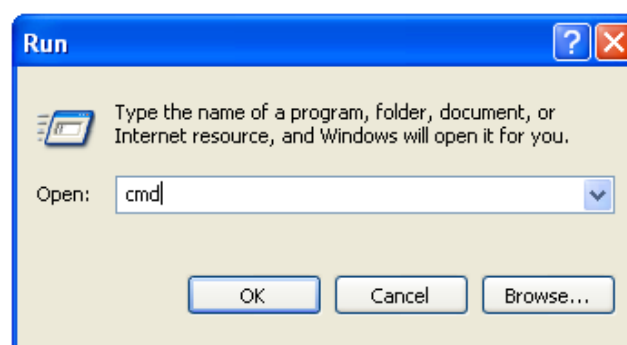 Run
Type the name of a program, folder, document, or
Internet resource, and Windows will open it for you.
Open: cmd
OK Cancel Browse...